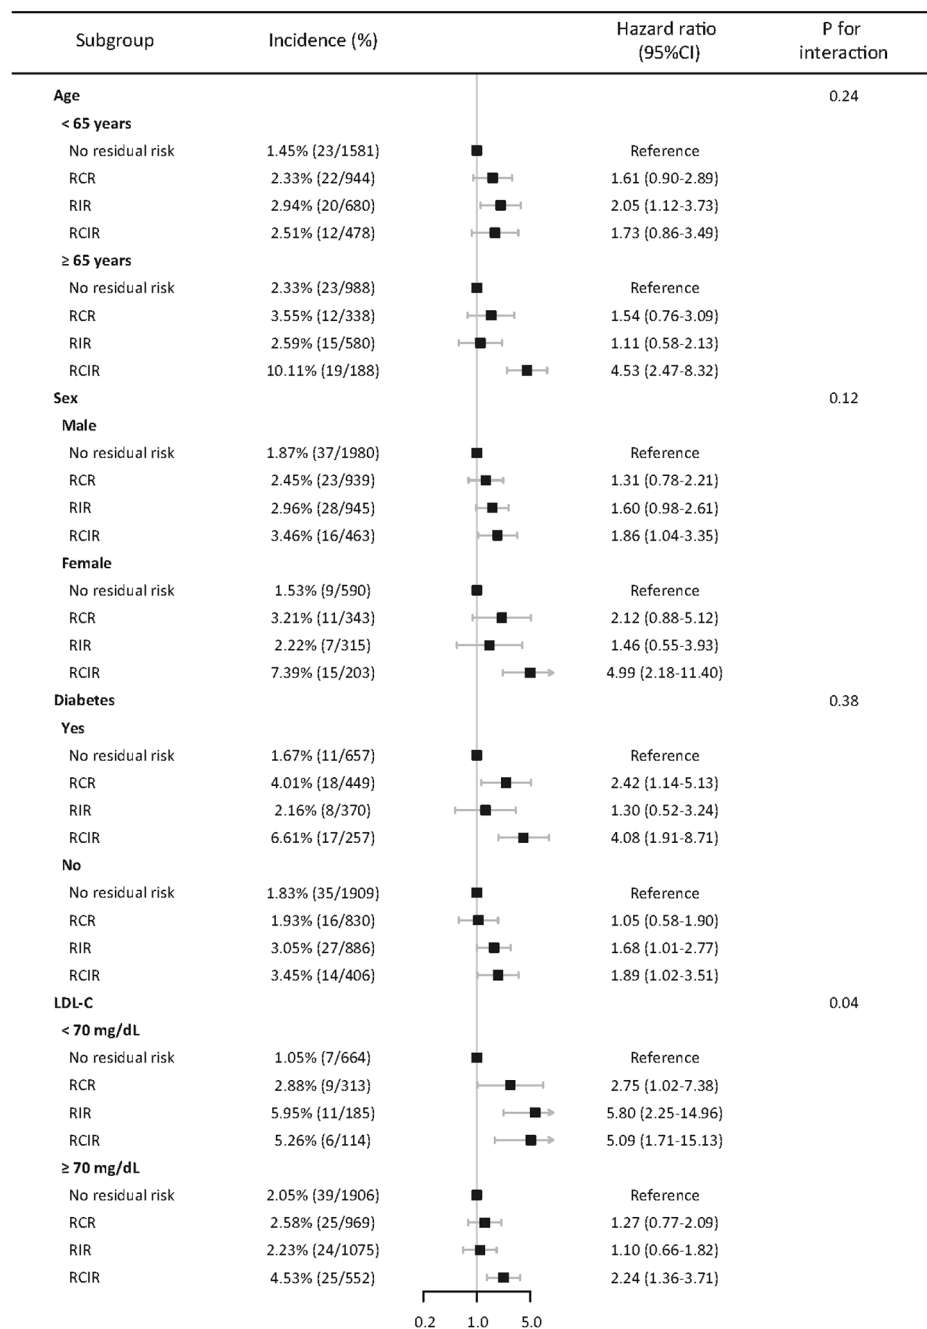 Subgroup Incidence (%) Hazard ratio (95%CI) P for interaction
Age 0.24
< 65 years
No residual risk 1.45% (23/1581) Reference
RCR 2.33% (22/944) 1.61 (0.90-2.89)
RIR 2.94% (20/680) 2.05 (1.12-3.73)
RCIR 2.51% (12/478) 1.73 (0.86-3.49)
≥ 65 years
No residual risk 2.33% (23/988) Reference
RCR 3.55% (12/338) 1.54 (0.76-3.09)
RIR 2.59% (15/580) 1.11 (0.58-2.13)
RCIR 10.11% (19/188) 4.53 (2.47-8.32)
Sex 0.12
Male
No residual risk 1.87% (37/1980) Reference
RCR 2.45% (23/939) 1.31 (0.78-2.21)
RIR 2.96% (28/945) 1.60 (0.98-2.61)
RCIR 3.46% (16/463) 1.86 (1.04-3.35)
Female
No residual risk 1.53% (9/590) Reference
RCR 3.21% (11/343) 2.12 (0.88-5.12)
RIR 2.22% (7/315) 1.46 (0.55-3.93)
RCIR 7.39% (15/203) 4.99 (2.18-11.40)
Diabetes 0.38
Yes
No residual risk 1.67% (11/657) Reference
RCR 4.01% (18/449) 2.42 (1.14-5.13)
RIR 2.16% (8/370) 1.30 (0.52-3.24)
RCIR 6.61% (17/257) 4.08 (1.91-8.71)
No
No residual risk 1.83% (35/1909) Reference
RCR 1.93% (16/830) 1.05 (0.58-1.90)
RIR 3.05% (27/886) 1.68 (1.01-2.77)
RCIR 3.45% (14/406) 1.89 (1.02-3.51)
LDL-C 0.04
< 70 mg/dL
No residual risk 1.05% (7/664) Reference
RCR 2.88% (9/313) 2.75 (1.02-7.38)
RIR 5.95% (11/185) 5.80 (2.25-14.96)
RCIR 5.26% (6/114) 5.09 (1.71-15.13)
≥ 70 mg/dL
No residual risk 2.05% (39/1906) Reference
RCR 2.58% (25/969) 1.27 (0.77-2.09)
RIR 2.23% (24/1075) 1.10 (0.66-1.82)
RCIR 4.53% (25/552) 2.24 (1.36-3.71)
0.2 1.0 5.0